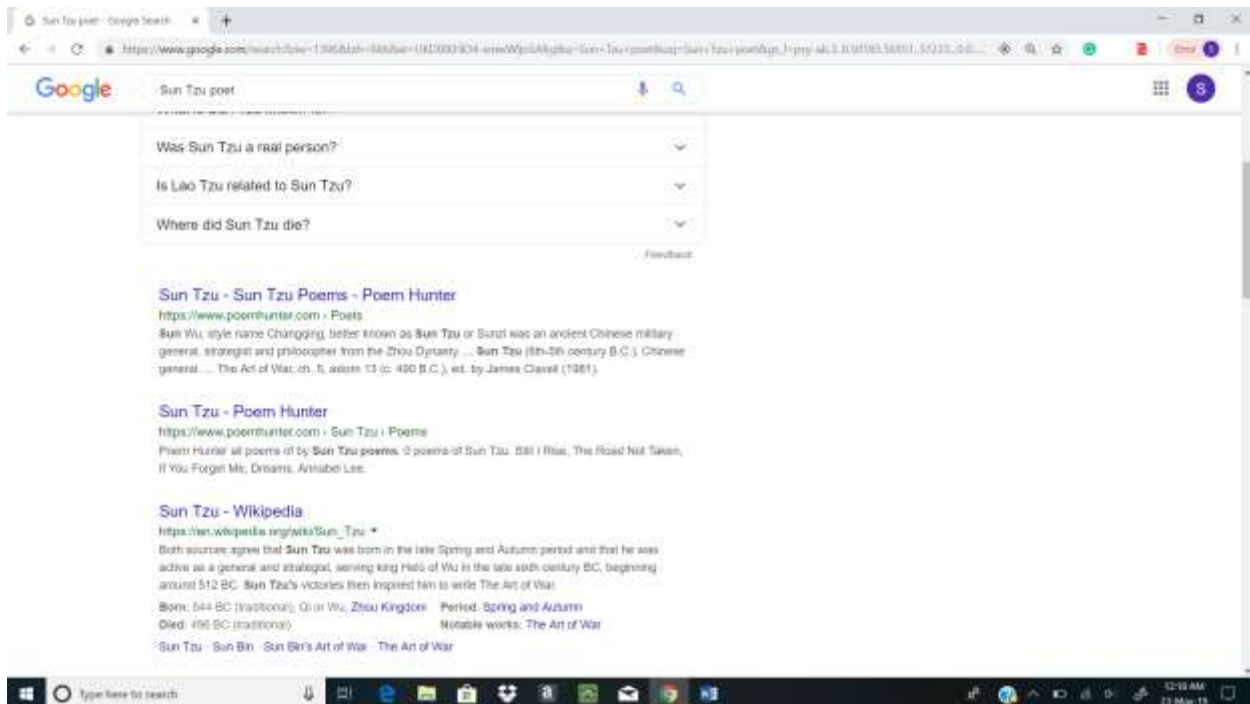 Sun Tzu poet - Google Search
Google
Sun Tzu poet
S
Was Sun Tzu a real person?
Is Lao Tzu related to Sun Tzu?
Where did Sun Tzu die?
Feedback
Sun Tzu - Sun Tzu Poems - Poem Hunter
https://www.poemhunter.com › Poets
Sun Wu, style name Changqing, better known as Sun Tzu or Sunzi was an ancient Chinese military
general, strategist and philosopher from the Zhou Dynasty ... Sun Tzu (6th-5th century B.C.), Chinese
general ... The Art of War, ch. 5, axiom 13 (c. 490 B.C.), ed. by James Clavell (1981).
Sun Tzu - Poem Hunter
https://www.poemhunter.com › Sun Tzu › Poems
Poem Hunter all poems of by Sun Tzu poems. 0 poems of Sun Tzu. Still I Rise, The Road Not Taken,
If You Forget Me, Dreams, Annabel Lee.
Sun Tzu - Wikipedia
https://en.wikipedia.org/wiki/Sun_Tzu
Both sources agree that Sun Tzu was born in the late Spring and Autumn period and that he was
active as a general and strategist, serving king Helü of Wu in the late sixth century BC, beginning
around 512 BC. Sun Tzu's victories then inspired him to write The Art of War.
Born: 544 BC (traditional); Qi or Wu, Zhou Kingdom Period: Spring and Autumn
Died: 496 BC (traditional) Notable works: The Art of War
Sun Tzu · Sun Bin · Sun Bin's Art of War · The Art of War
Type here to search
12:18 AM
23-May-19